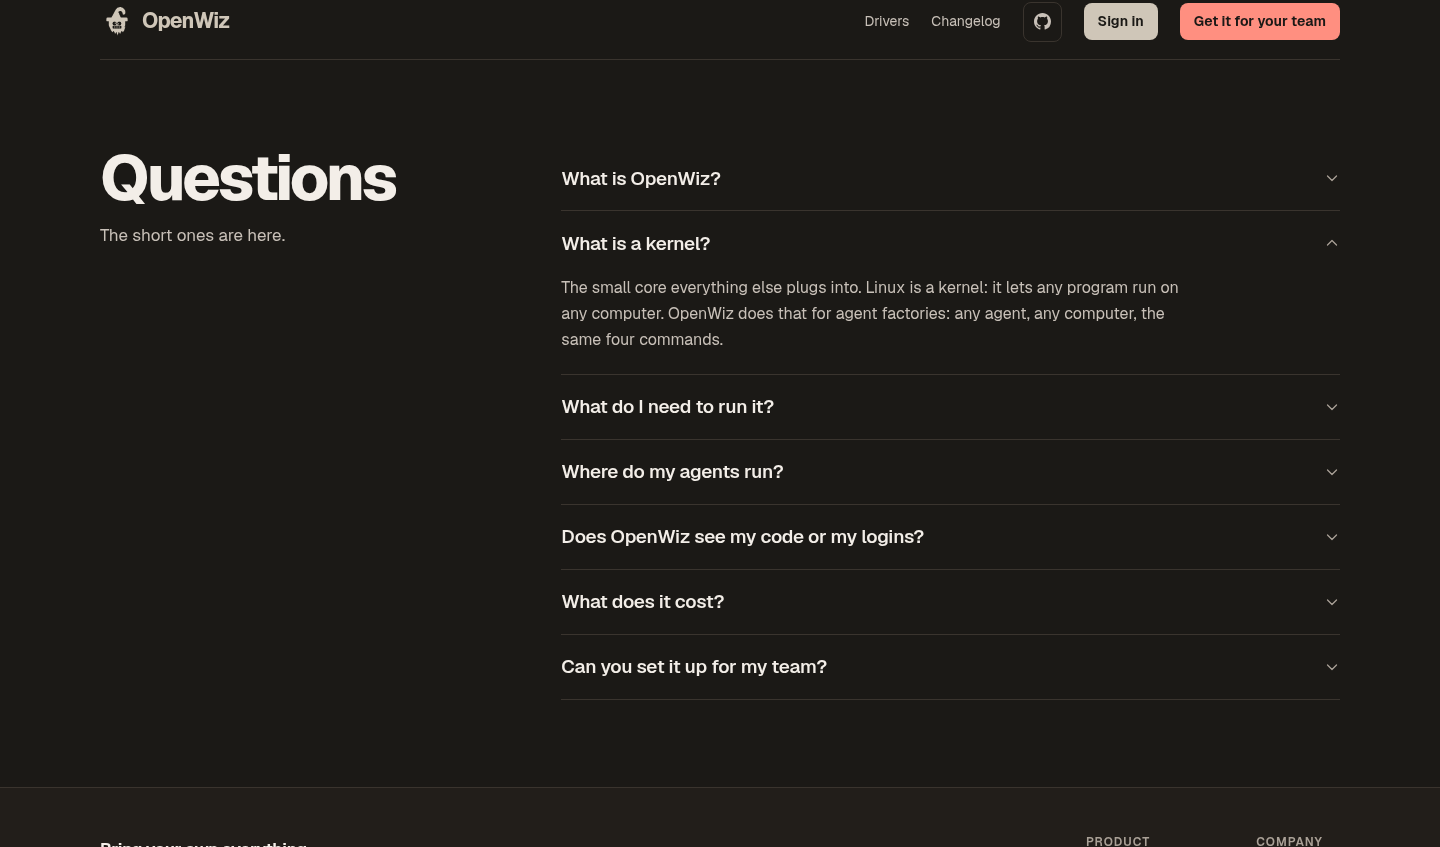 OpenWiz
Drivers
Changelog
Sign in
Get it for your team
Questions
The short ones are here.
What is OpenWiz?
What is a kernel?
The small core everything else plugs into. Linux is a kernel: it lets any program run on
any computer. OpenWiz does that for agent factories: any agent, any computer, the
same four commands.
What do I need to run it?
Where do my agents run?
Does OpenWiz see my code or my logins?
What does it cost?
Can you set it up for my team?
Bring your own everything
PRODUCT
COMPANY